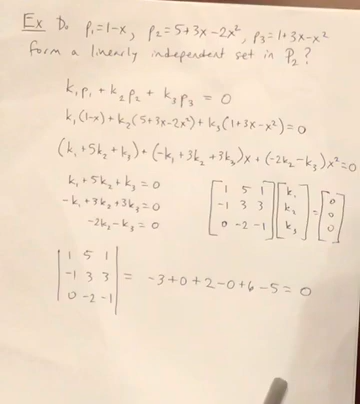 Ex Do p₁=1-x, p₂=5+3x-2x², p₃=1+3x-x²
form a linearly independent set in P₂?
k₁p₁ + k₂p₂ + k₃p₃ = 0
k₁(1-x)+k₂(5+3x-2x²)+k₃(1+3x-x²)=0
(k₁+5k₂+k₃)+(-k₁+3k₂+3k₃)x+(-2k₂-k₃)x²=0
k₁+5k₂+k₃=0
-k₁+3k₂+3k₃=0
-2k₂-k₃=0
[1 5 1] [k₁] = [0]
[-1 3 3] [k₂] [0]
[0 -2 -1] [k₃] [0]
|1 5 1|
|-1 3 3| = -3+0+2-0+6-5=0
|0 -2 -1|